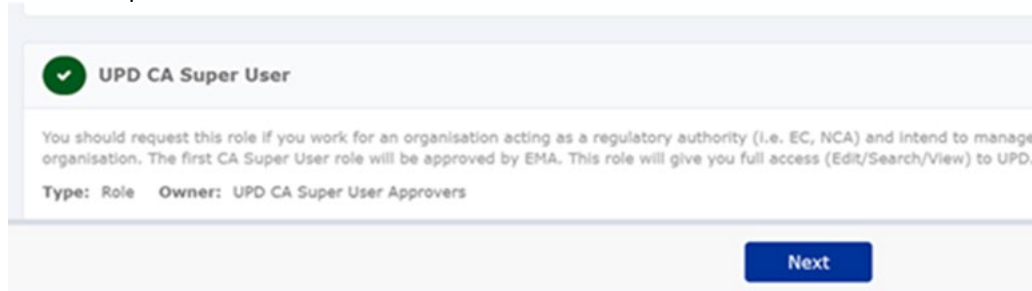 UPD CA Super User
You should request this role if you work for an organisation acting as a regulatory authority (i.e. EC, NCA) and intend to manage
organisation. The first CA Super User role will be approved by EMA. This role will give you full access (Edit/Search/View) to UPD.
Type: Role Owner: UPD CA Super User Approvers
Next